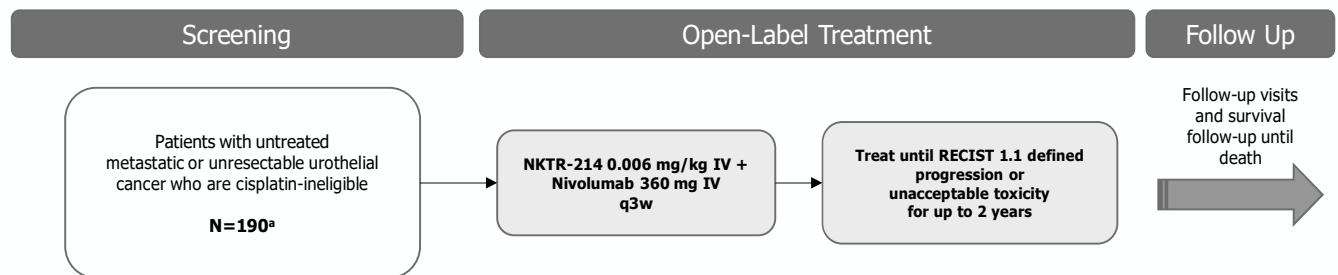 Screening
Open-Label Treatment
Follow Up
Patients with untreated
metastatic or unresectable urothelial
cancer who are cisplatin-ineligible
N=190ᵃ
NKTR-214 0.006 mg/kg IV +
Nivolumab 360 mg IV
q3w
Treat until RECIST 1.1 defined
progression or
unacceptable toxicity
for up to 2 years
Follow-up visits
and survival
follow-up until
death